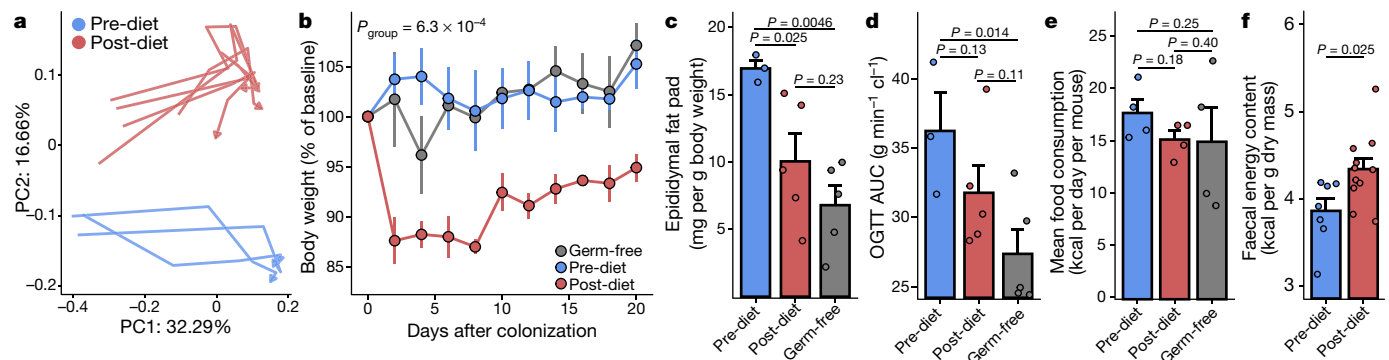 a
Pre-diet
Post-diet
PC2: 16.66%
0.1
0
−0.1
−0.2
−0.4
−0.2
0
0.2
PC1: 32.29%
b
P group = 6.3 × 10⁻⁴
Body weight (% of baseline)
105
100
95
90
85
Germ-free
Pre-diet
Post-diet
0
5
10
15
20
Days after colonization
c
P = 0.0046
P = 0.025
P = 0.23
Epididymal fat pad
(mg per g body weight)
20
15
10
5
0
Pre-diet
Post-diet
Germ-free
d
P = 0.014
P = 0.13
P = 0.11
OGTT AUC (g min⁻¹ cl⁻¹)
40
35
30
25
Pre-diet
Post-diet
Germ-free
e
P = 0.25
P = 0.40
P = 0.18
Mean food consumption
(kcal per day per mouse)
25
20
15
10
5
0
Pre-diet
Post-diet
Germ-free
f
P = 0.025
Faecal energy content
(kcal per g dry mass)
6
5
4
3
Pre-diet
Post-diet